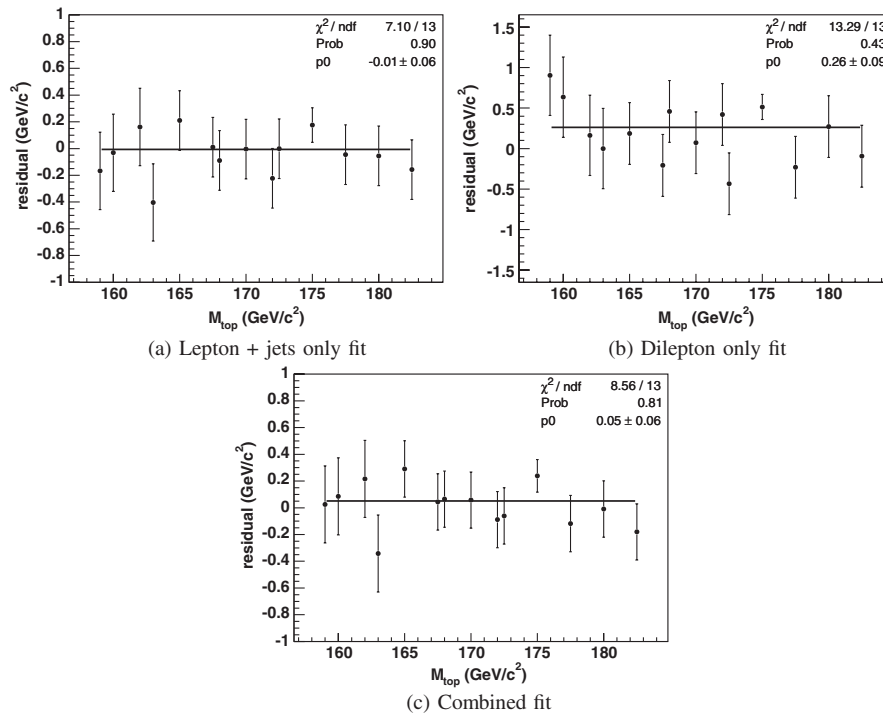 χ²/ ndf 7.10 / 13
Prob 0.90
p0 -0.01 ± 0.06
residual (GeV/c²)
1
0.8
0.6
0.4
0.2
0
-0.2
-0.4
-0.6
-0.8
-1
160 165 170 175 180
Mtop (GeV/c²)
(a) Lepton + jets only fit
χ²/ ndf 13.29 / 13
Prob 0.43
p0 0.26 ± 0.09
residual (GeV/c²)
1.5
1
0.5
0
-0.5
-1
-1.5
160 165 170 175 180
Mtop (GeV/c²)
(b) Dilepton only fit
χ²/ ndf 8.56 / 13
Prob 0.81
p0 0.05 ± 0.06
residual (GeV/c²)
1
0.8
0.6
0.4
0.2
0
-0.2
-0.4
-0.6
-0.8
-1
160 165 170 175 180
Mtop (GeV/c²)
(c) Combined fit